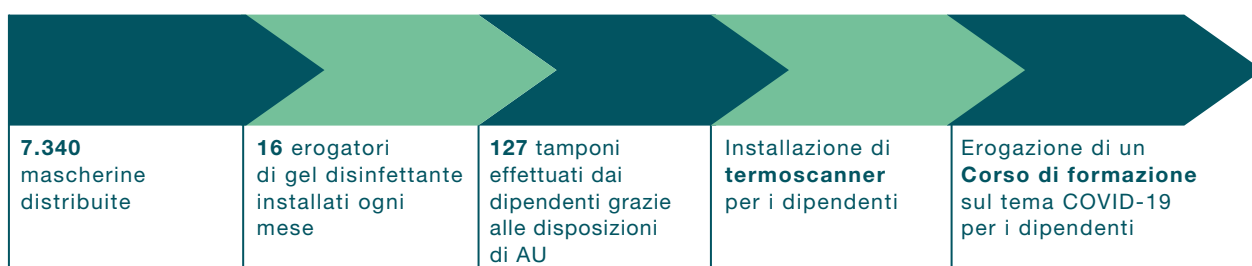 7.340
mascherine
distribuite
16 erogatori
di gel disinfettante
installati ogni
mese
127 tamponi
effettuati dai
dipendenti grazie
alle disposizioni
di AU
Installazione di
termoscanner
per i dipendenti
Erogazione di un
Corso di formazione
sul tema COVID-19
per i dipendenti